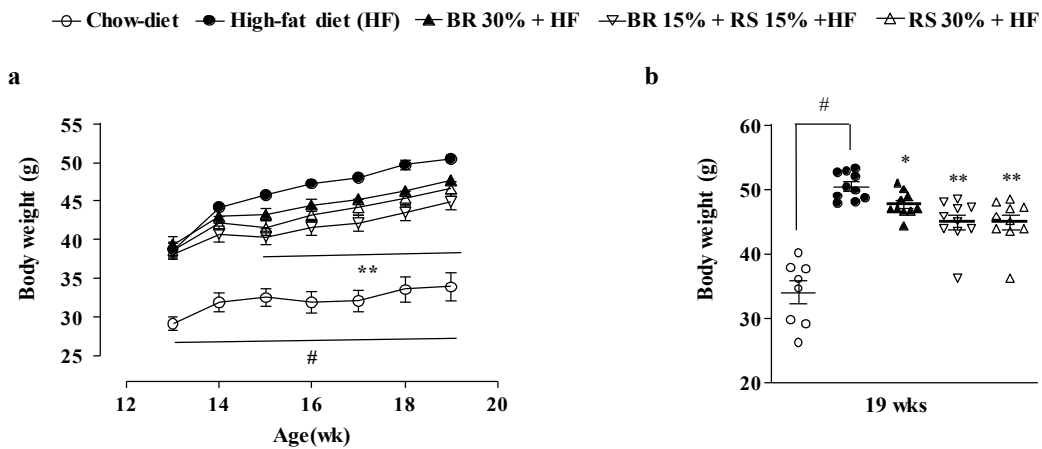 Chow-diet High-fat diet (HF) BR 30% + HF BR 15% + RS 15% +HF RS 30% + HF
a
b
55
50
45
40
39
30
25
Body weight (g)
**
#
12 14 16 18 20
Age(wk)
60
50
40
30
20
Body weight (g)
#
* ** **
19 wks